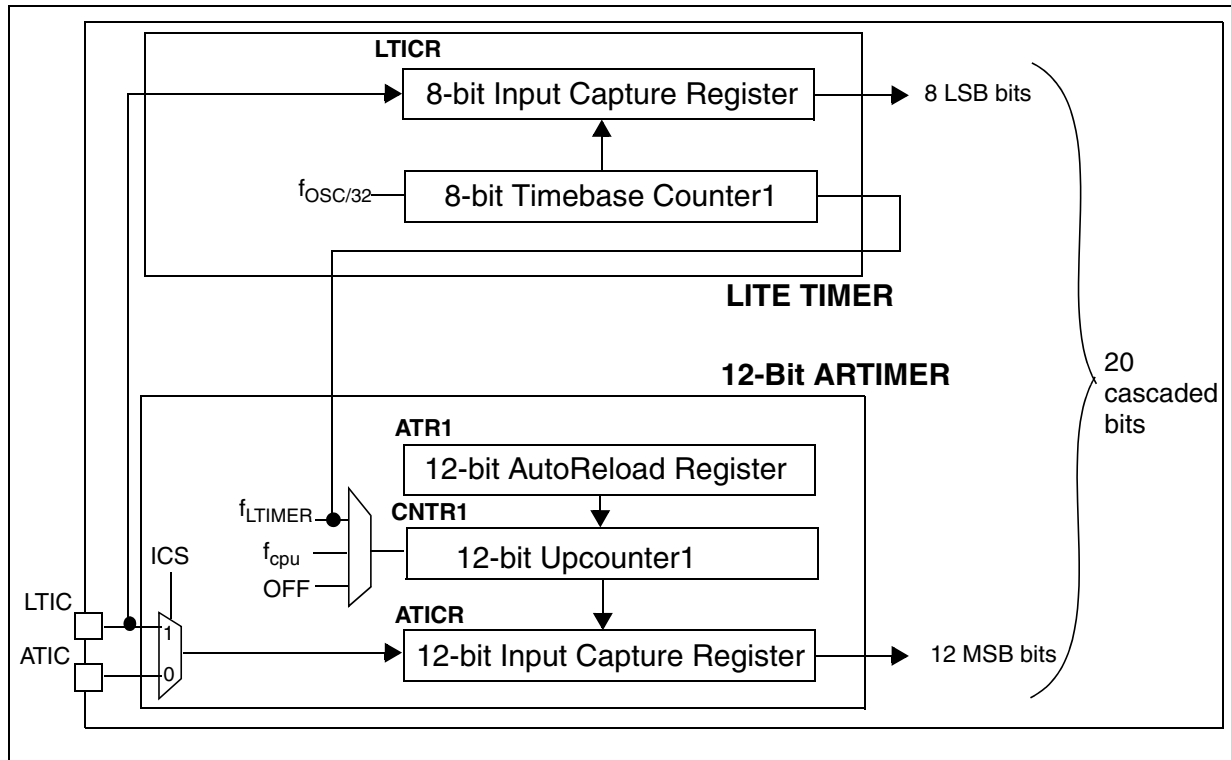 LTICR
8-bit Input Capture Register
8 LSB bits
fOSC/32
8-bit Timebase Counter1
LITE TIMER
12-Bit ARTIMER
20
cascaded
bits
ATR1
12-bit AutoReload Register
fLTIMER
CNTR1
fcpu
12-bit Upcounter1
OFF
ICS
LTIC
1
ATICR
ATIC
0
12-bit Input Capture Register
12 MSB bits